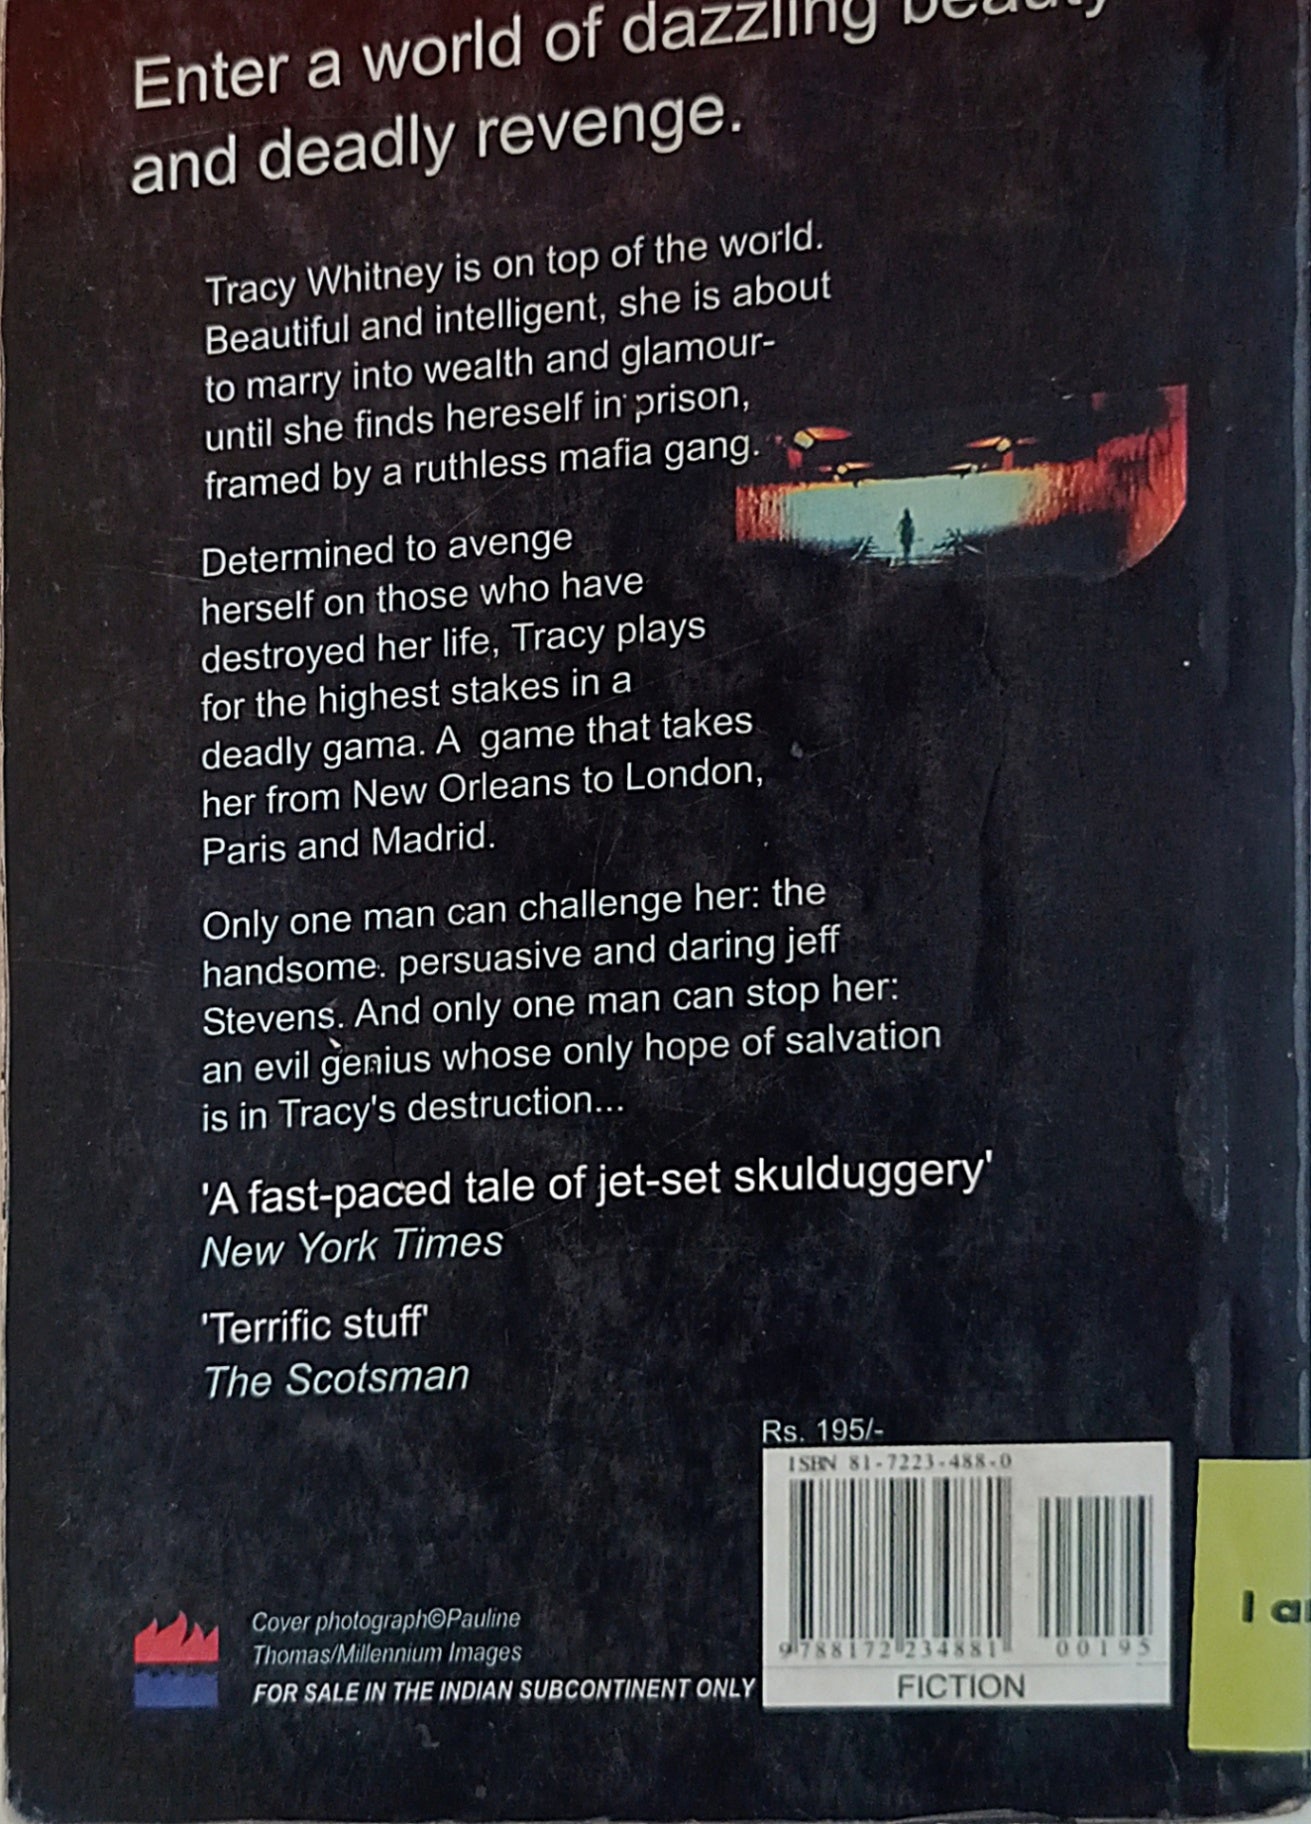 Enter a world of dazzling beauty
and deadly revenge.
Tracy Whitney is on top of the world.
Beautiful and intelligent, she is about
to marry into wealth and glamour-
until she finds hereself in prison,
framed by a ruthless mafia gang.
Determined to avenge
herself on those who have
destroyed her life, Tracy plays
for the highest stakes in a
deadly gama. A game that takes
her from New Orleans to London,
Paris and Madrid.
Only one man can challenge her: the
handsome. persuasive and daring jeff
Stevens. And only one man can stop her:
an evil genius whose only hope of salvation
is in Tracy's destruction...
'A fast-paced tale of jet-set skulduggery'
New York Times
'Terrific stuff'
The Scotsman
Rs. 195/-
ISBN 81-7223-488-0
9788172234881
00195
FICTION
Cover photograph©Pauline
Thomas/Millennium Images
FOR SALE IN THE INDIAN SUBCONTINENT ONLY
I